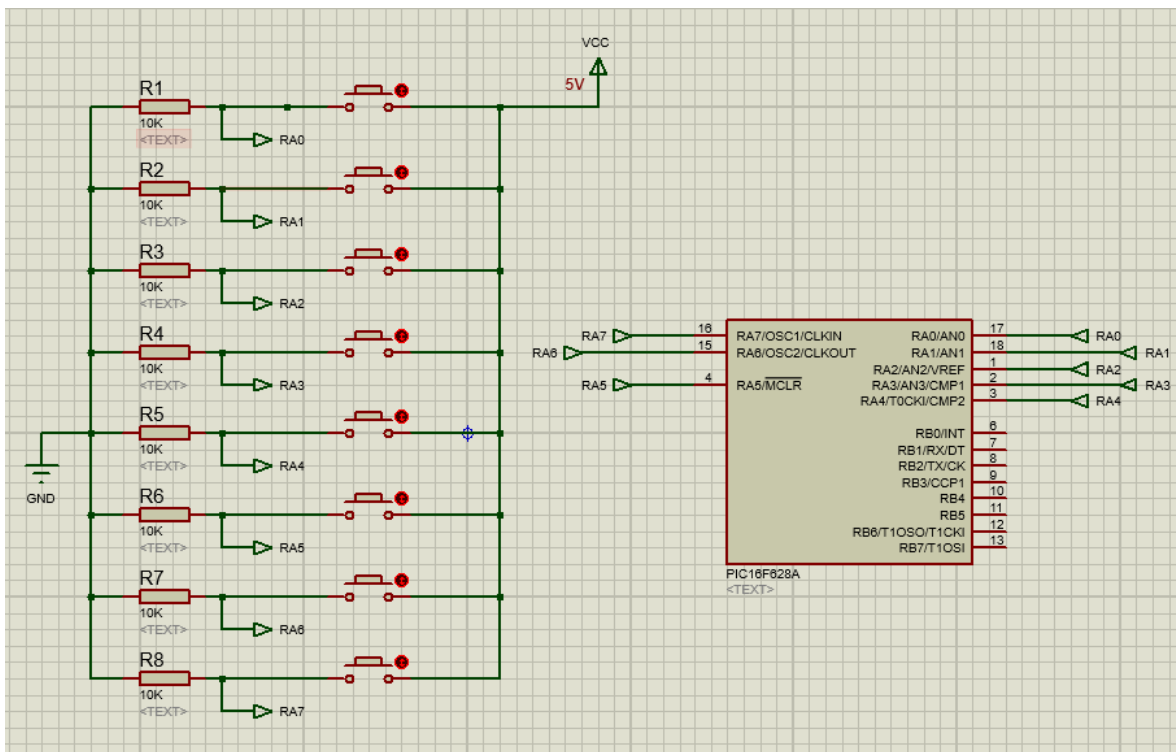 VCC
5V
R1
10K
<TEXT>
RA0
R2
10K
<TEXT>
RA1
R3
10K
<TEXT>
RA2
R4
10K
<TEXT>
RA3
R5
10K
<TEXT>
RA4
GND
R6
10K
<TEXT>
RA5
R7
10K
<TEXT>
RA6
R8
10K
<TEXT>
RA7
RA7 16 RA7/OSC1/CLKIN RA0/AN0 17 RA0
RA6 15 RA6/OSC2/CLKOUT RA1/AN1 18 RA1
RA2/AN2/VREF 1 RA2
RA5 4 RA5/MCLR RA3/AN3/CMP1 2 RA3
RA4/T0CKI/CMP2 3 RA4
RB0/INT 6
RB1/RX/DT 7
RB2/TX/CK 8
RB3/CCP1 9
RB4 10
RB5 11
RB6/T1OSO/T1CKI 12
RB7/T1OSI 13
PIC16F628A
<TEXT>